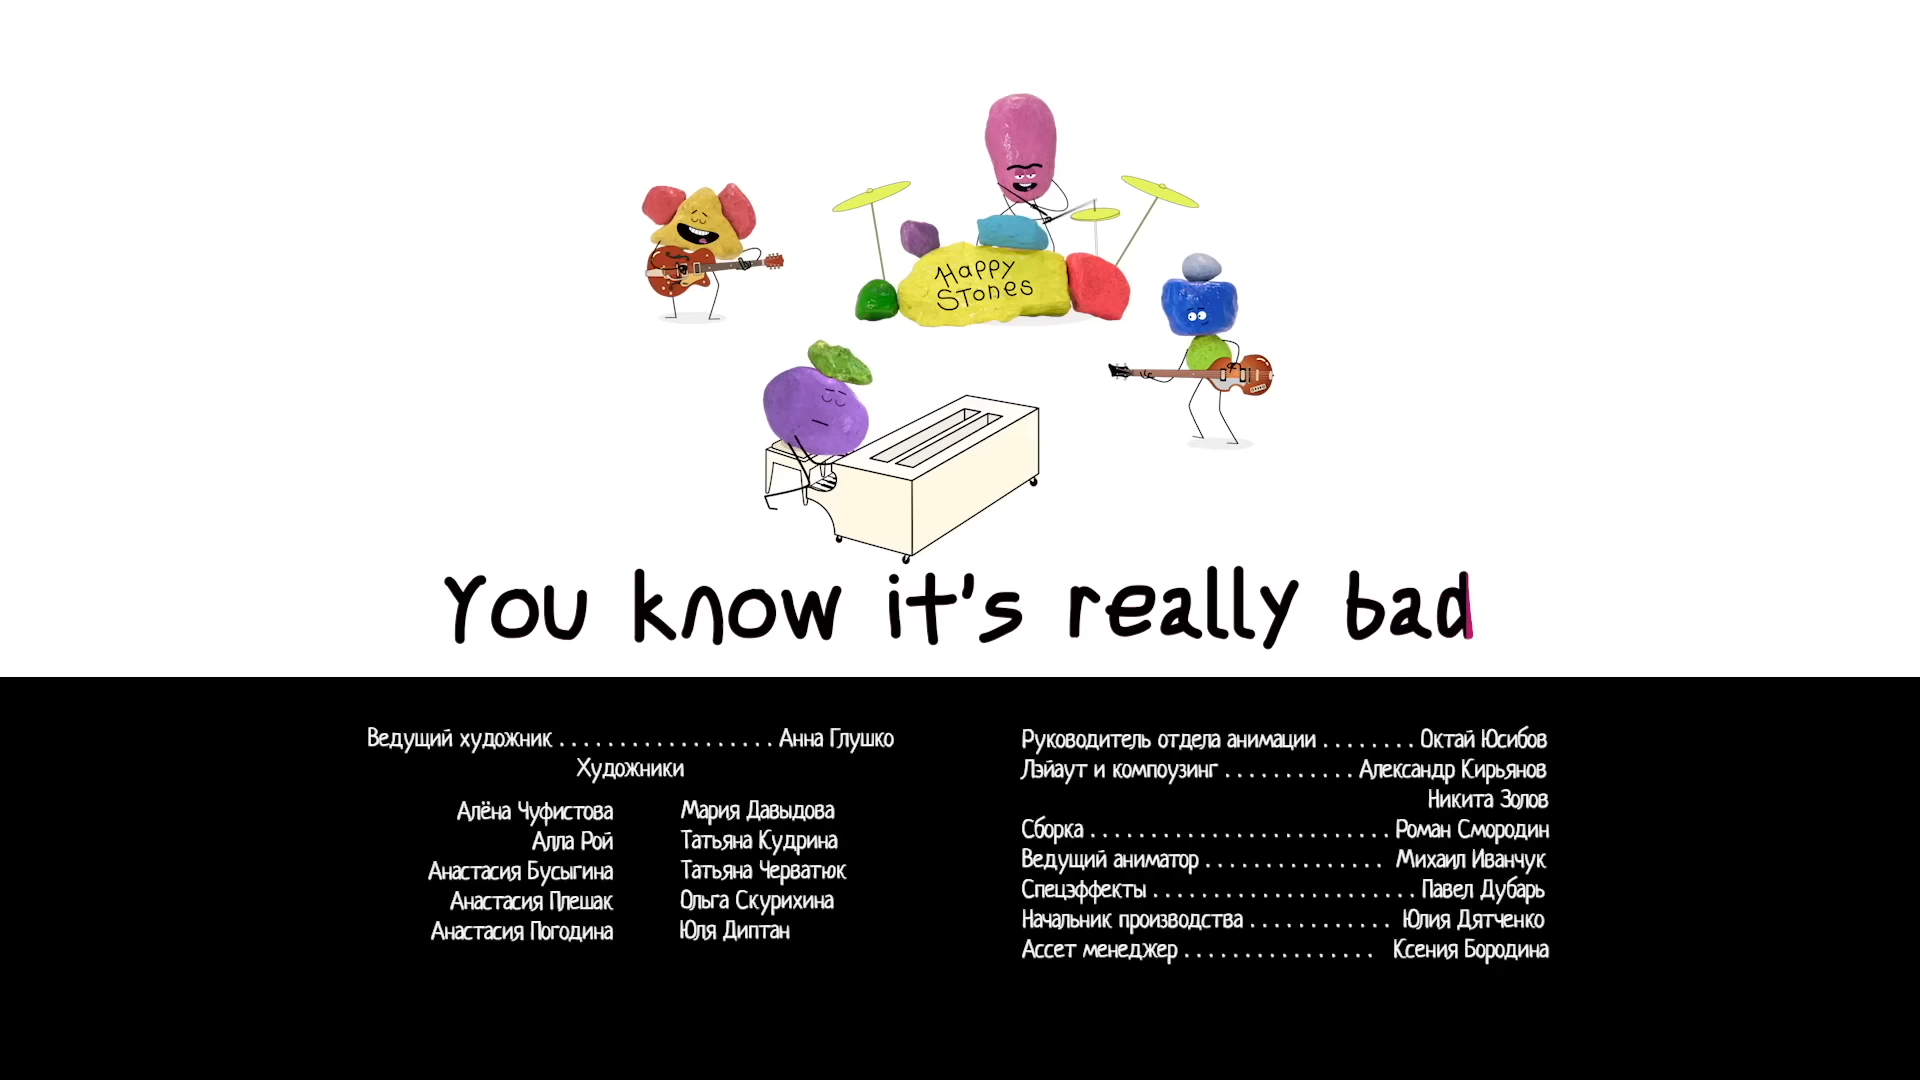 Happy
Stones
You know it's really bad
Ведущий художник . . . . . . . . . . . . . . . . . . Анна Глушко
Художники
Алёна Чуфистова
Алла Рой
Анастасия Бусыгина
Анастасия Плешак
Анастасия Погодина
Мария Давыдова
Татьяна Кудрина
Татьяна Черватюк
Ольга Скурихина
Юля Диптан
Руководитель отдела анимации . . . . . . . . Октай Юсибов
Лэйаут и компоузинг . . . . . . . . . . . Александр Кирьянов
Никита Золов
Сборка . . . . . . . . . . . . . . . . . . . . . . . . . Роман Смородин
Ведущий аниматор . . . . . . . . . . . . . . . Михаил Иванчук
Спецэффекты . . . . . . . . . . . . . . . . . . . . . . Павел Дубарь
Начальник производства . . . . . . . . . . . . Юлия Дятченко
Ассет менеджер . . . . . . . . . . . . . . . . Ксения Бородина